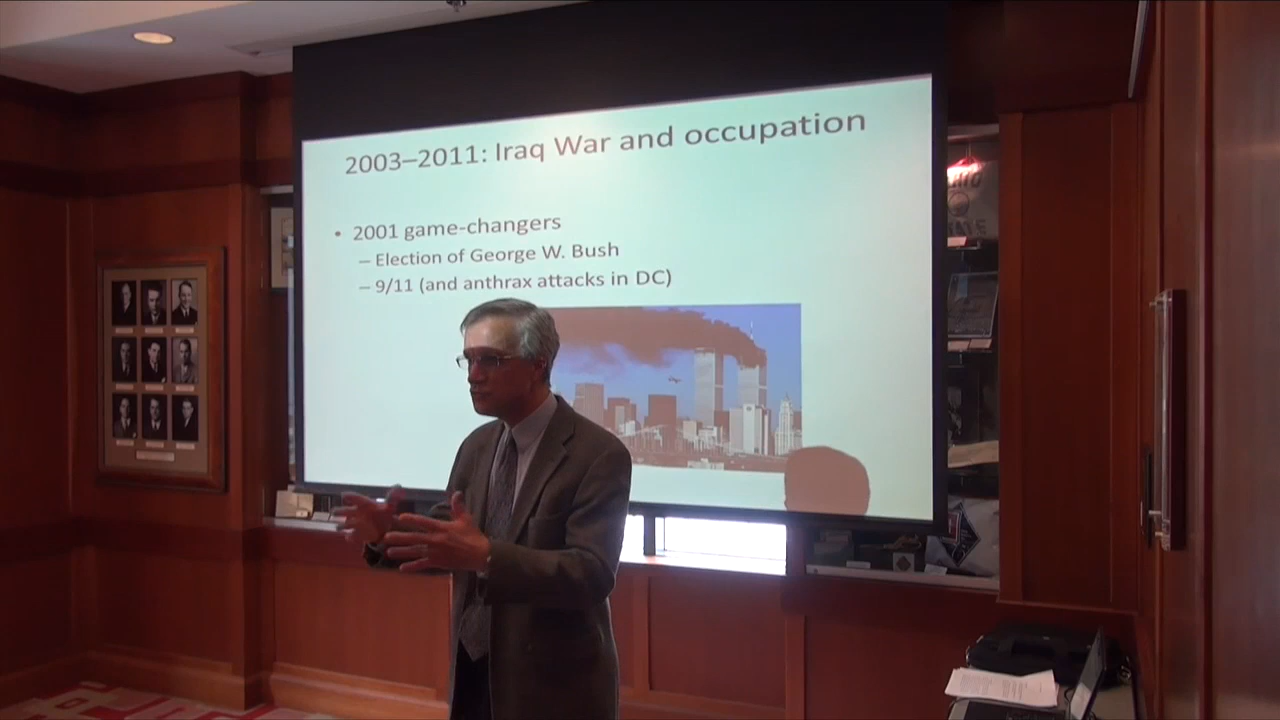 2003–2011: Iraq War and occupation
• 2001 game-changers
– Election of George W. Bush
– 9/11 (and anthrax attacks in DC)